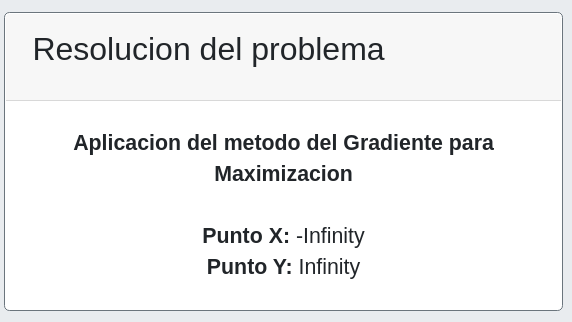 Resolucion del problema
Aplicacion del metodo del Gradiente para
Maximizacion
Punto X: -Infinity
Punto Y: Infinity